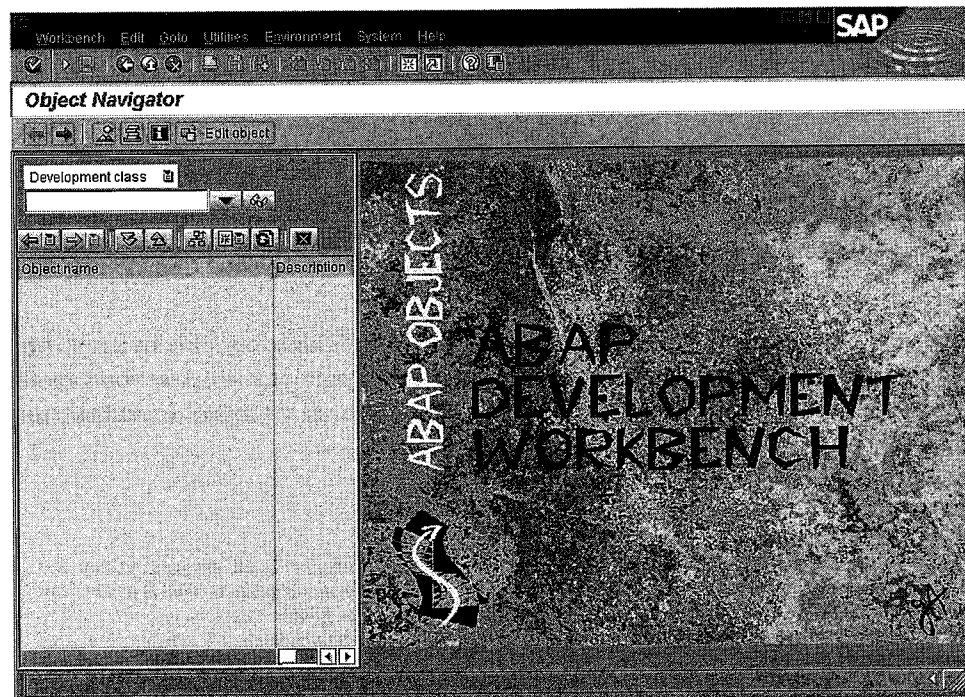 SAP
Workbench Edit Goto Utilities Environment System Help
Object Navigator
Edit object
Development class
Object name Description
ABAP OBJECTS
ABAP
DEVELOPMENT
WORKBENCH